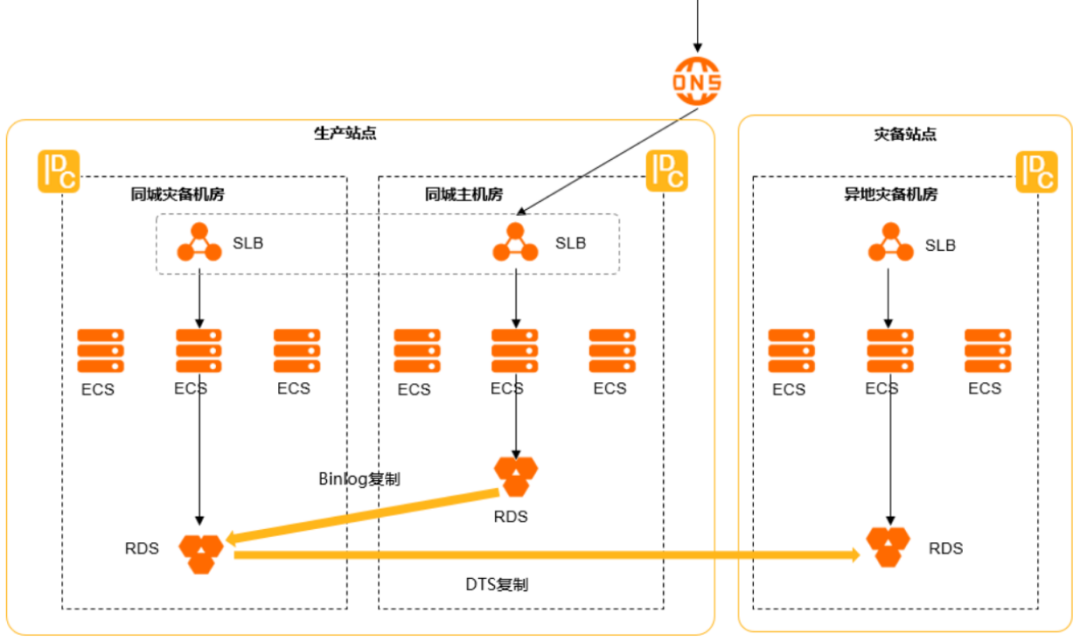 DNS
生产站点
灾备站点
IDC
IDC
IDC
同城灾备机房
同城主机房
异地灾备机房
SLB
SLB
SLB
ECS
ECS
ECS
ECS
ECS
ECS
ECS
ECS
ECS
Binlog复制
RDS
RDS
RDS
DTS复制